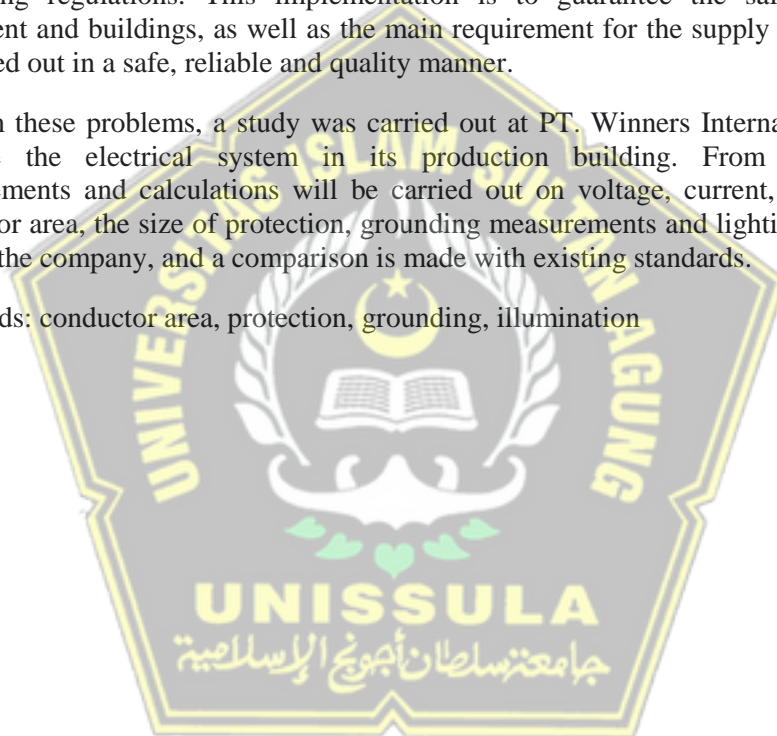 ng regulations. This implementation is to guarantee the sa
ent and buildings, as well as the main requirement for the supply
ed out in a safe, reliable and quality manner.
n these problems, a study was carried out at PT. Winners Interna
the electrical system in its production building. From
ements and calculations will be carried out on voltage, current,
or area, the size of protection, grounding measurements and lighti
the company, and a comparison is made with existing standards.
ds: conductor area, protection, grounding, illumination
UNIVERSITAS ISLAM SULTAN AGUNG
UNISSULA
جامعة سلطان أجونج الإسلامية